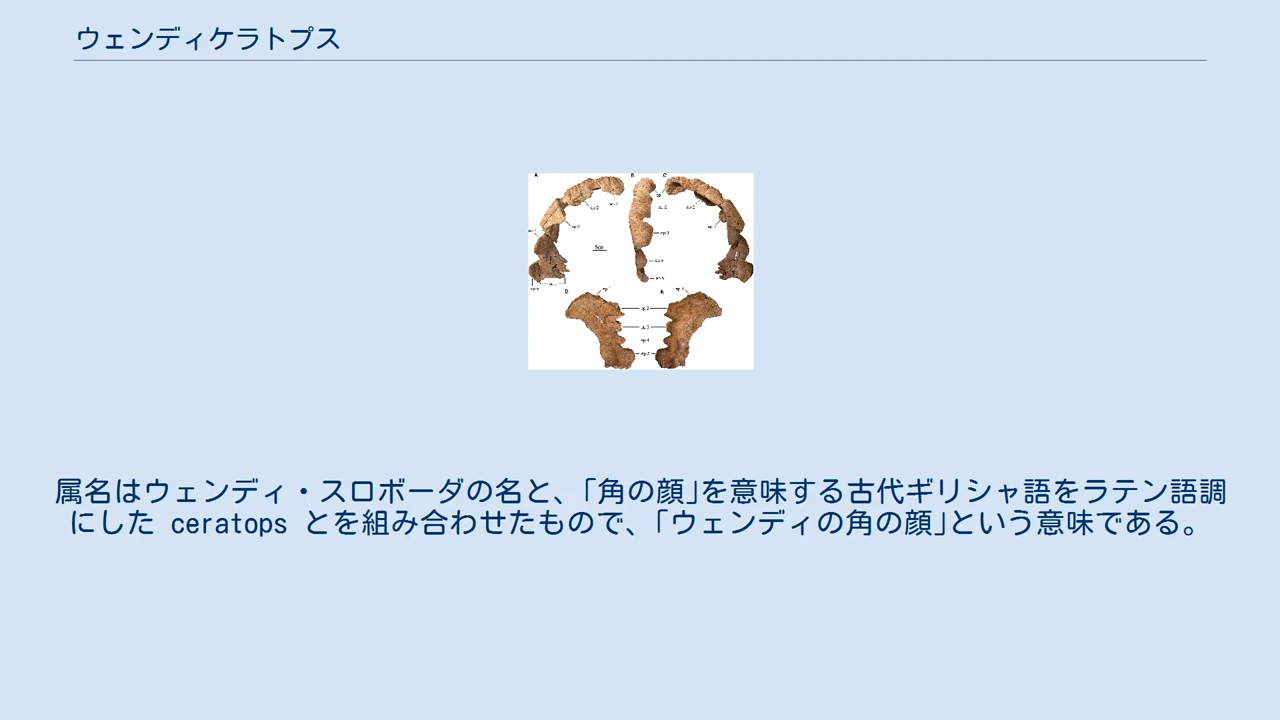 ウェンディケラトプス
A B C
D E
属名はウェンディ・スロボーダの名と、「角の顔」を意味する古代ギリシャ語をラテン語調
にした ceratops とを組み合わせたもので、「ウェンディの角の顔」という意味である。